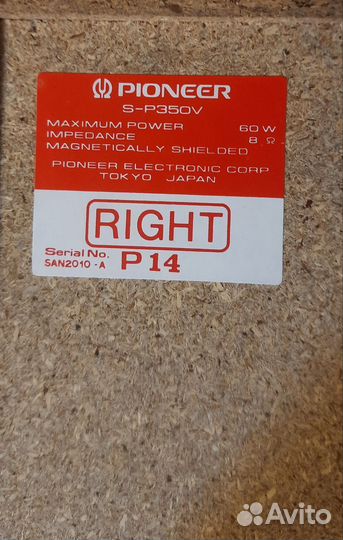 PIONEER
S-P350V
MAXIMUM POWER 60 W
IMPEDANCE 8 Ω
MAGNETICALLY SHIELDED
PIONEER ELECTRONIC CORP
TOKYO JAPAN
RIGHT
Serial No. P 14
SAN2010-A
Avito